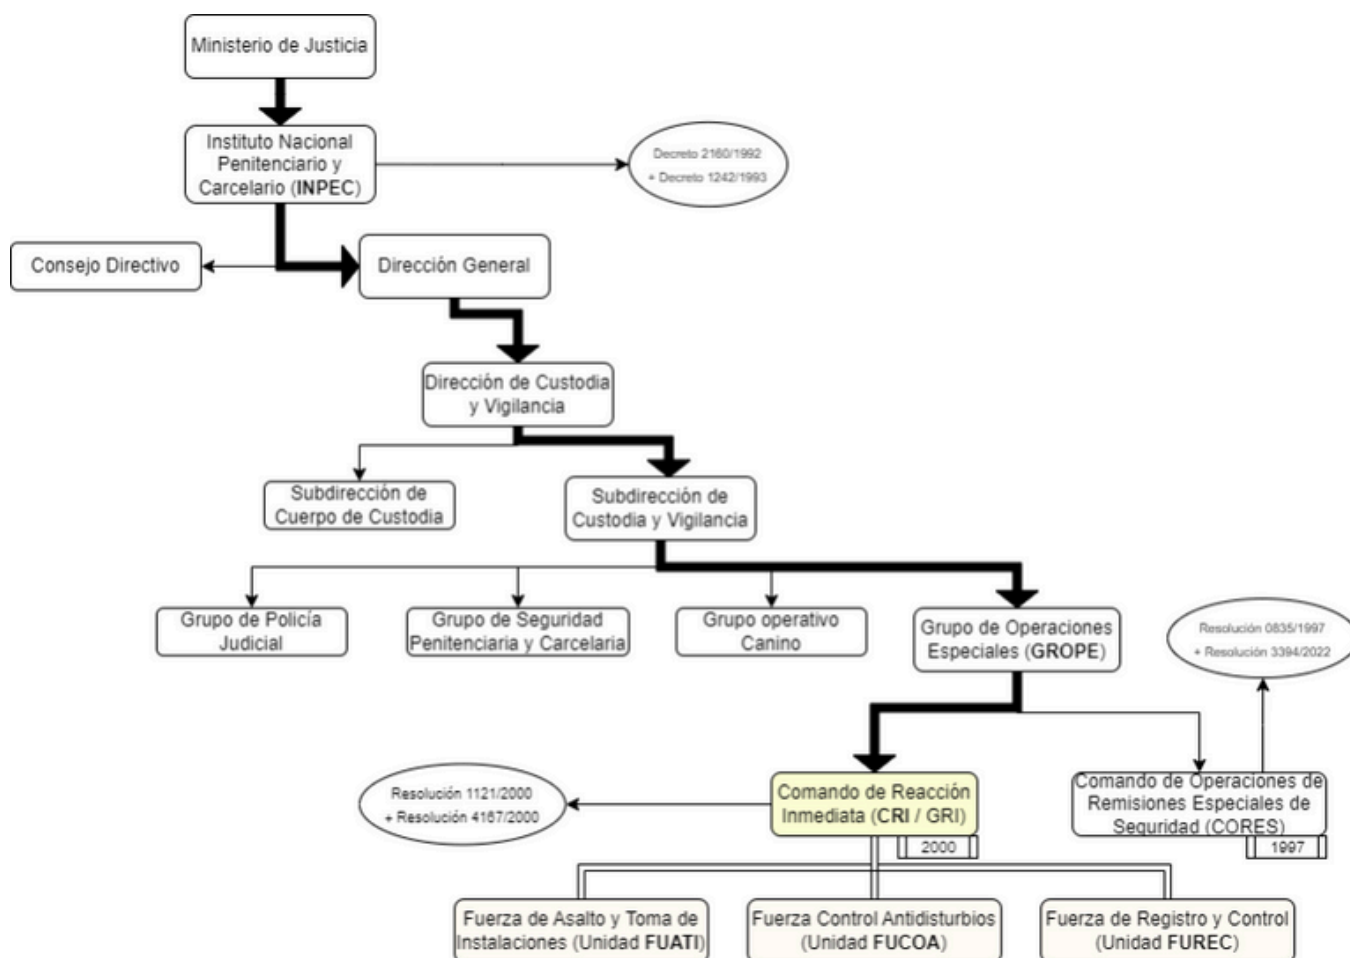 Ministerio de Justicia
Instituto Nacional
Penitenciario y
Carcelario (INPEC)
Decreto 2160/1992
+ Decreto 1242/1993
Consejo Directivo
Dirección General
Dirección de Custodia
y Vigilancia
Subdirección de
Cuerpo de Custodia
Subdirección de
Custodia y Vigilancia
Grupo de Policía
Judicial
Grupo de Seguridad
Penitenciaria y Carcelaria
Grupo operativo
Canino
Grupo de Operaciones
Especiales (GROPE)
Resolución 0835/1997
+ Resolución 3394/2022
Resolución 1121/2000
+ Resolución 4167/2000
Comando de Reacción
Inmediata (CRI / GRI)
2000
Comando de Operaciones de
Remisiones Especiales de
Seguridad (CORES)
1997
Fuerza de Asalto y Toma de
Instalaciones (Unidad FUATI)
Fuerza Control Antidisturbios
(Unidad FUCOA)
Fuerza de Registro y Control
(Unidad FUREC)